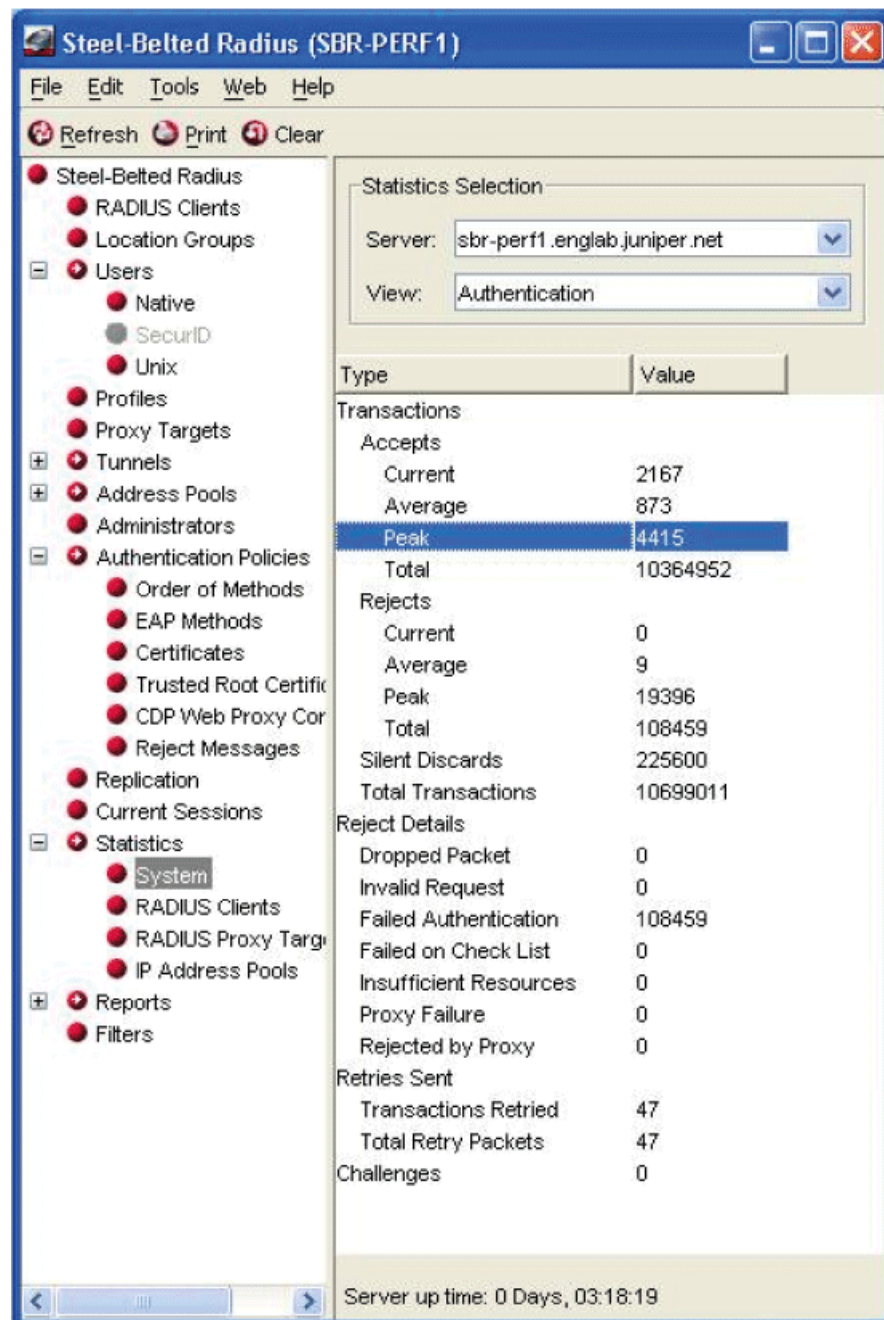 Steel-Belted Radius (SBR-PERF1)
File Edit Tools Web Help
Refresh Print Clear
Steel-Belted Radius
RADIUS Clients
Location Groups
Users
Native
SecurID
Unix
Profiles
Proxy Targets
Tunnels
Address Pools
Administrators
Authentication Policies
Order of Methods
EAP Methods
Certificates
Trusted Root Certific
CDP Web Proxy Cor
Reject Messages
Replication
Current Sessions
Statistics
System
RADIUS Clients
RADIUS Proxy Targ
IP Address Pools
Reports
Filters
Statistics Selection
Server: sbr-perf1.englab.juniper.net
View: Authentication
Type Value
Transactions
Accepts
Current 2167
Average 873
Peak 4415
Total 10364952
Rejects
Current 0
Average 9
Peak 19396
Total 108459
Silent Discards 225600
Total Transactions 10699011
Reject Details
Dropped Packet 0
Invalid Request 0
Failed Authentication 108459
Failed on Check List 0
Insufficient Resources 0
Proxy Failure 0
Rejected by Proxy 0
Retries Sent
Transactions Retried 47
Total Retry Packets 47
Challenges 0
Server up time: 0 Days, 03:18:19